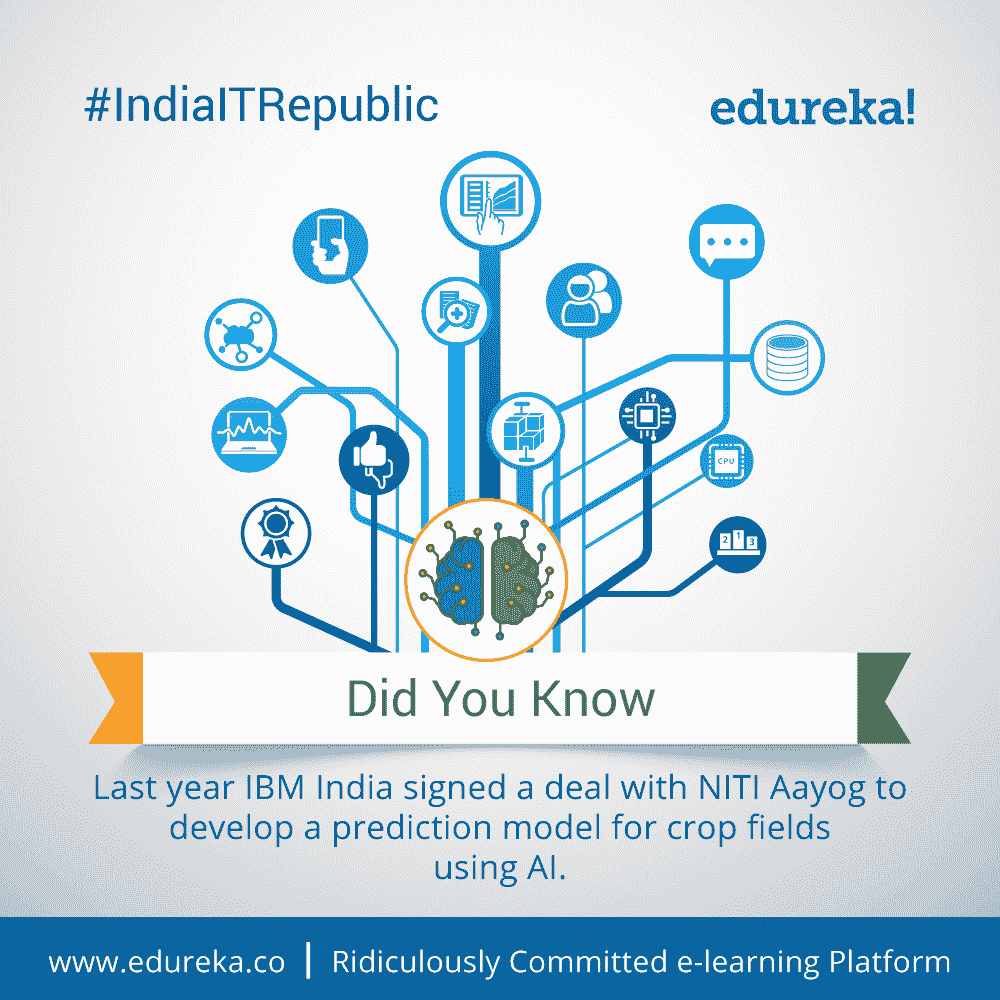 #IndiaITRepublic
edureka!
CPU
2 1 3
Did You Know
Last year IBM India signed a deal with NITI Aayog to
develop a prediction model for crop fields
using AI.
www.edureka.co | Ridiculously Committed e-learning Platform